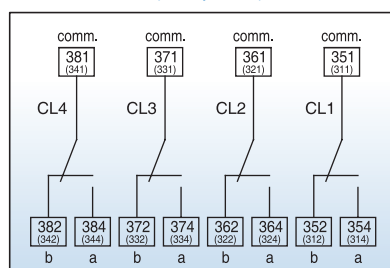 comm. comm. comm. comm.
381 371 361 351
(341) (331) (321) (311)
CL4 CL3 CL2 CL1
382 384 372 374 362 364 352 354
(342) (344) (332) (334) (322) (324) (312) (314)
b a b a b a b a